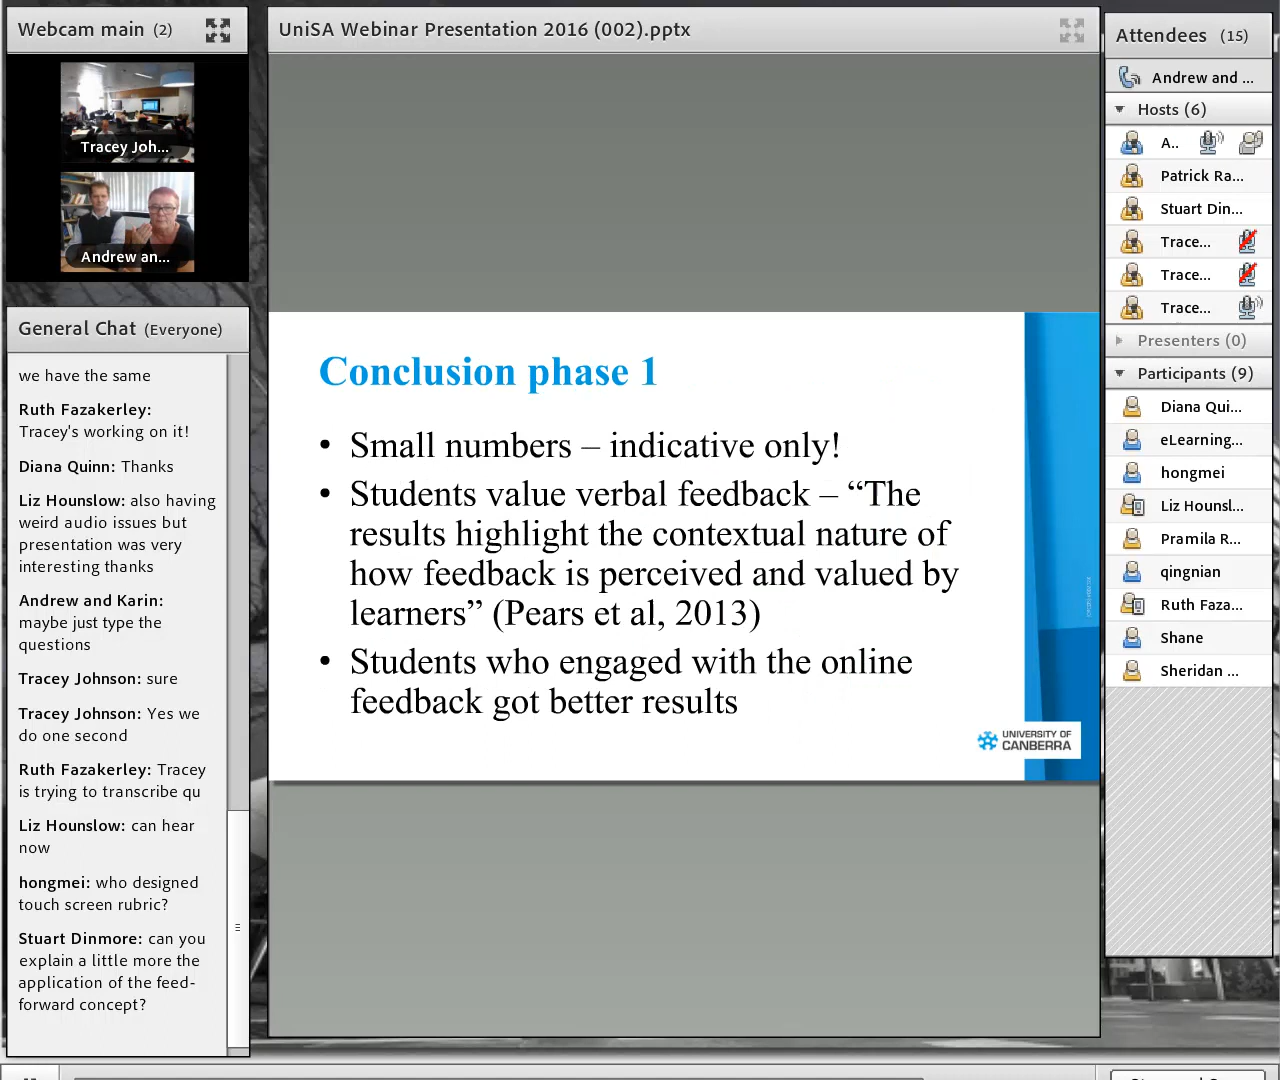 Webcam main (2)
Tracey Joh...
Andrew an...
General Chat (Everyone)
we have the same
Ruth Fazakerley:
Tracey's working on it!
Diana Quinn: Thanks
Liz Hounslow: also having
weird audio issues but
presentation was very
interesting thanks
Andrew and Karin:
maybe just type the
questions
Tracey Johnson: sure
Tracey Johnson: Yes we
do one second
Ruth Fazakerley: Tracey
is trying to transcribe qu
Liz Hounslow: can hear
now
hongmei: who designed
touch screen rubric?
Stuart Dinmore: can you
explain a little more the
application of the feed-
forward concept?
UniSA Webinar Presentation 2016 (002).pptx
Conclusion phase 1
• Small numbers – indicative only!
• Students value verbal feedback – “The
results highlight the contextual nature of
how feedback is perceived and valued by
learners” (Pears et al, 2013)
• Students who engaged with the online
feedback got better results
UNIVERSITY OF
CANBERRA
Attendees (15)
Andrew and ...
Hosts (6)
A..
Patrick Ra...
Stuart Din...
Trace...
Trace...
Trace...
Presenters (0)
Participants (9)
Diana Qui...
eLearning...
hongmei
Liz Hounsl...
Pramila R...
qingnian
Ruth Faza...
Shane
Sheridan ...